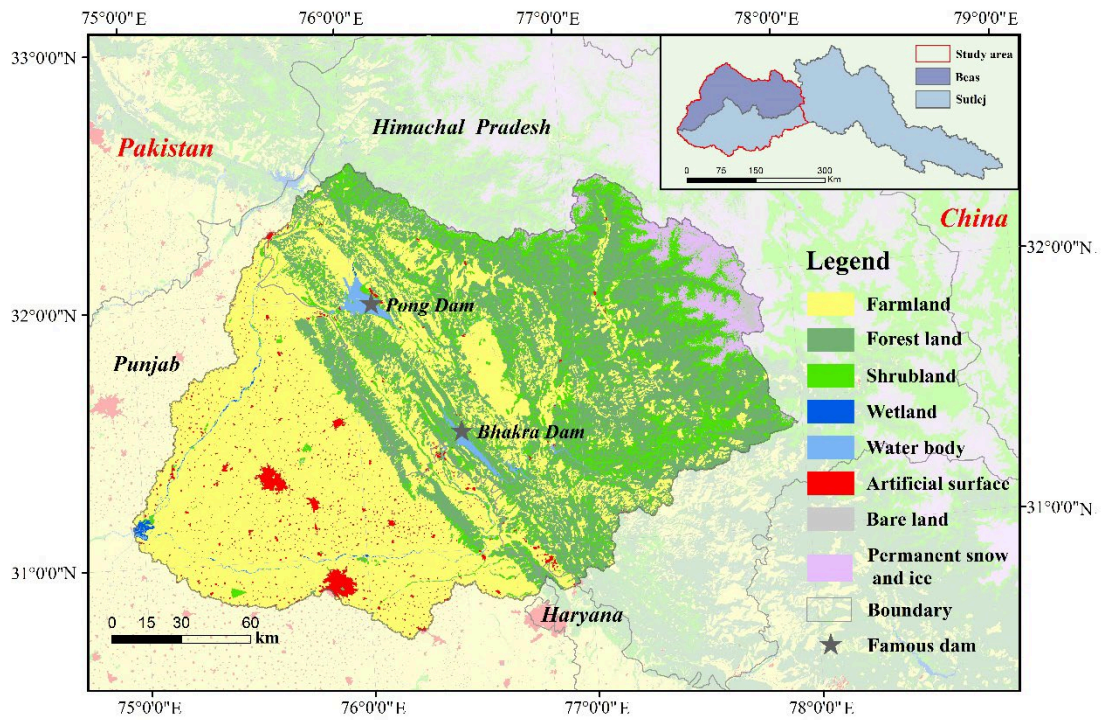 75°0'0"E 76°0'0"E 77°0'0"E 78°0'0"E 79°0'0"E
33°0'0"N
Study area
Beas
Sutlej
0 75 150 300
Km
Himachal Pradesh
Pakistan
China
32°0'0"N
Legend
Farmland
Forest land
Shrubland
Wetland
Water body
Artificial surface
Bare land
Permanent snow
and ice
Boundary
Famous dam
32°0'0"N
Pong Dam
Punjab
Bhakra Dam
31°0'0"N
31°0'0"N
Haryana
0 15 30 60
km
75°0'0"E 76°0'0"E 77°0'0"E 78°0'0"E